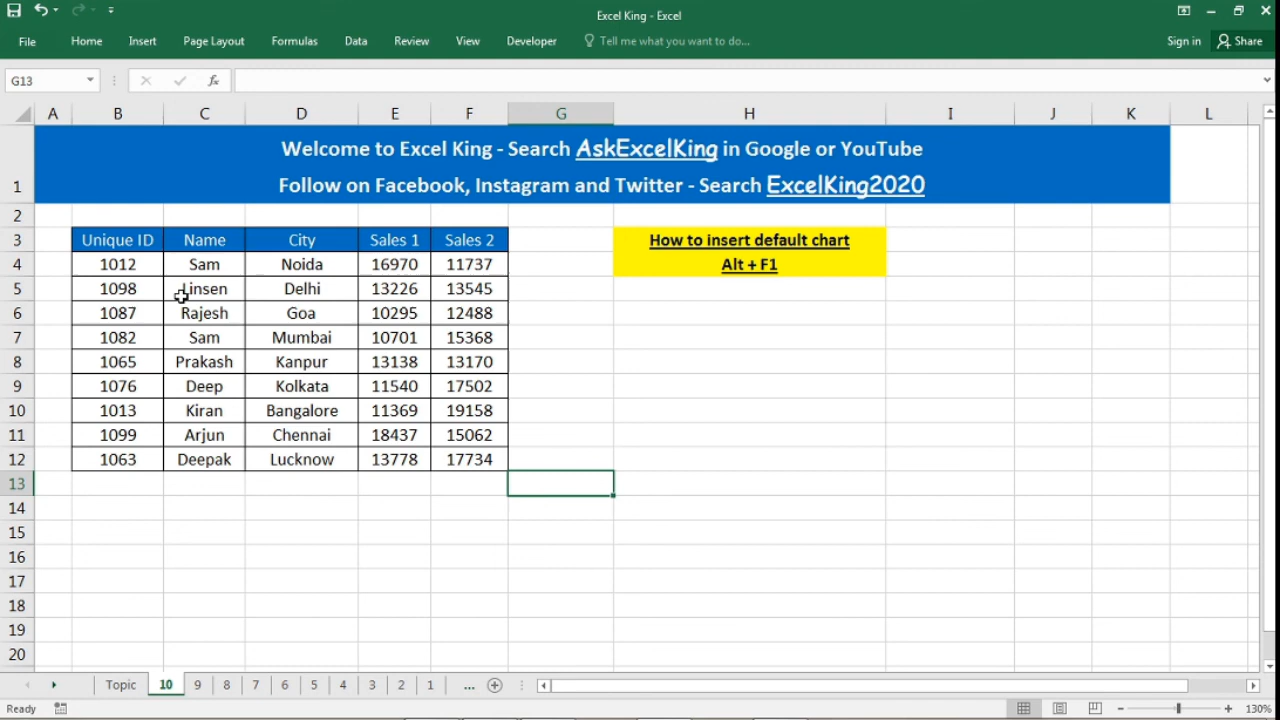 Excel King - Excel
File Home Insert Page Layout Formulas Data Review View Developer Tell me what you want to do... Sign in Share
G13 fx
A B C D E F G H I J K L
1 Welcome to Excel King - Search AskExcelKing in Google or YouTube
Follow on Facebook, Instagram and Twitter - Search ExcelKing2020
2
3 Unique ID Name City Sales 1 Sales 2 How to insert default chart
4 1012 Sam Noida 16970 11737 Alt + F1
5 1098 Linsen Delhi 13226 13545
6 1087 Rajesh Goa 10295 12488
7 1082 Sam Mumbai 10701 15368
8 1065 Prakash Kanpur 13138 13170
9 1076 Deep Kolkata 11540 17502
10 1013 Kiran Bangalore 11369 19158
11 1099 Arjun Chennai 18437 15062
12 1063 Deepak Lucknow 13778 17734
13
14
15
16
17
18
19
20
Topic 10 9 8 7 6 5 4 3 2 1 ...
Ready 130%